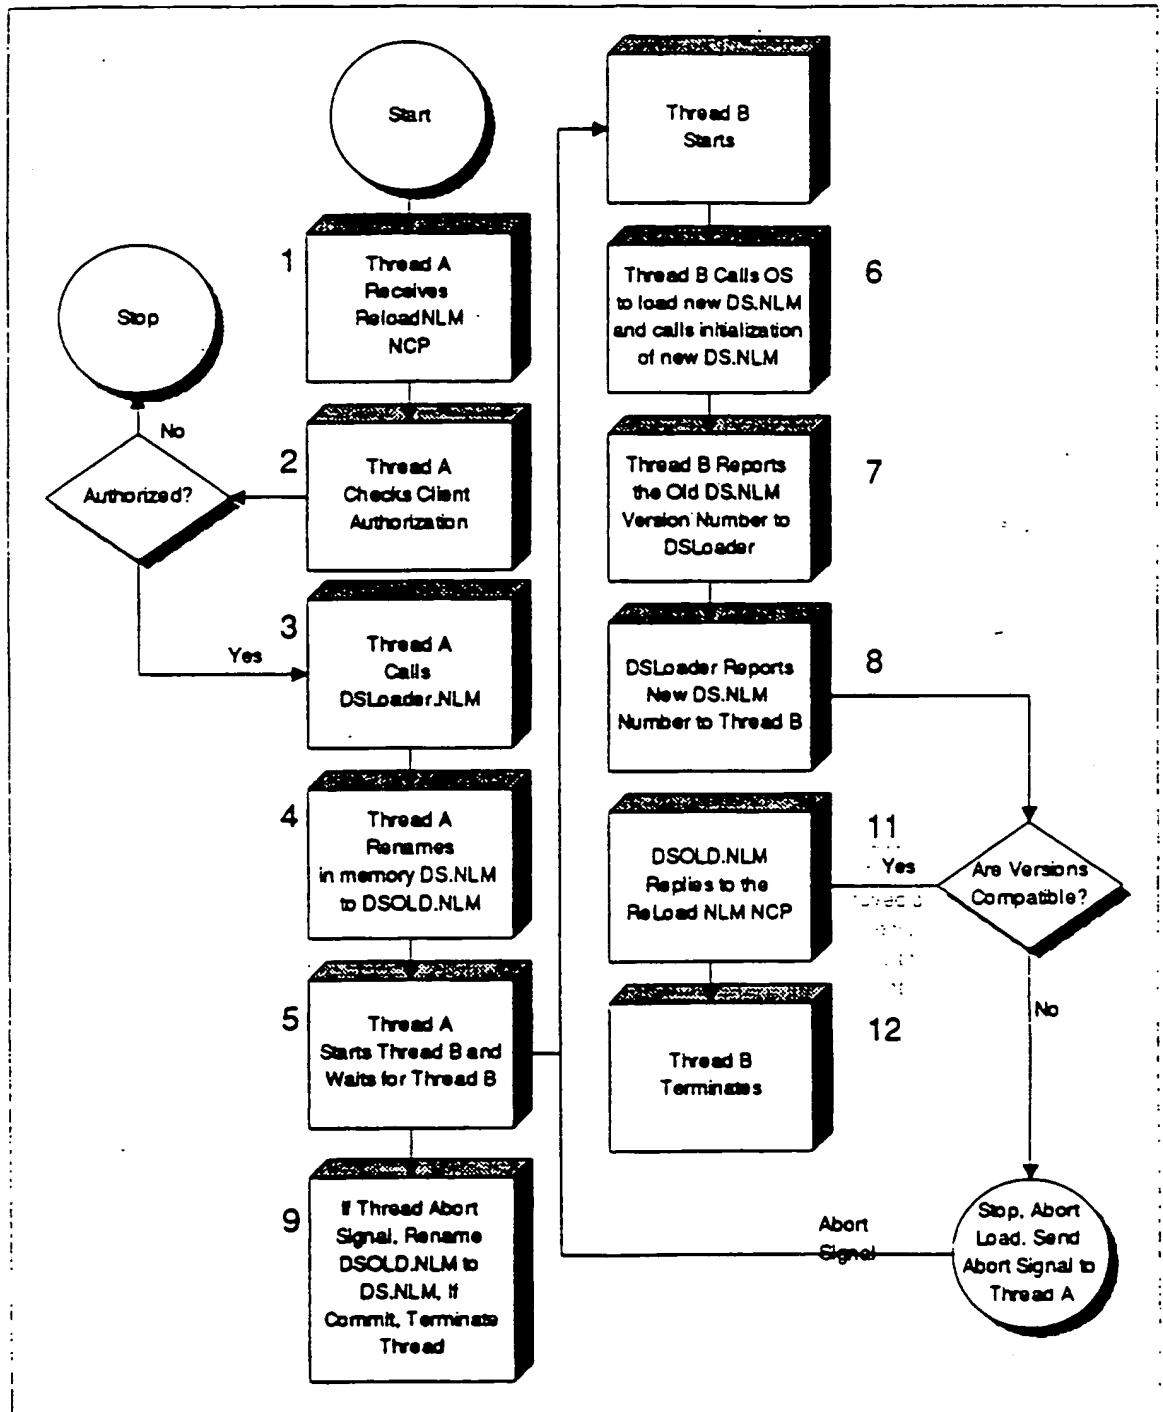 Start
1
Thread A
Receives
ReloadNLM
NCP
Stop
No
2
Thread A
Checks Client
Authorization
Authorized?
3
Thread A
Calls
DSLoader.NLM
Yes
4
Thread A
Renames
in memory DS.NLM
to DSOLD.NLM
5
Thread A
Starts Thread B and
Waits for Thread B
9
If Thread Abort
Signal, Rename
DSOLD.NLM to
DS.NLM, If
Commit, Terminate
Thread
Thread B
Starts
Thread B Calls OS
to load new DS.NLM
and calls initialization
of new DS.NLM
6
Thread B Reports
the Old DS.NLM
Version Number to
DSLoader
7
DSLoader Reports
New DS.NLM
Number to Thread B
8
DSOLD.NLM
Replies to the
ReLoad NLM NCP
11
Yes
Are Versions
Compatible?
Thread B
Terminates
12
No
Abort
Signal
Stop, Abort
Load. Send
Abort Signal to
Thread A